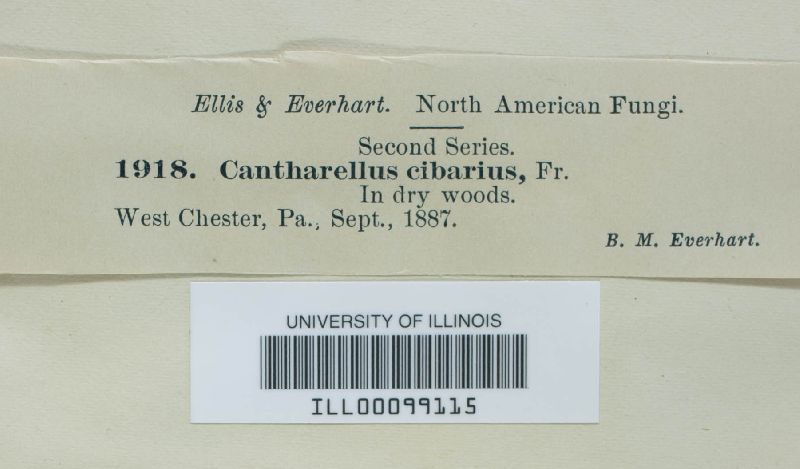 Ellis & Everhart. North American Fungi.
Second Series.
1918. Cantharellus cibarius, Fr.
In dry woods.
West Chester, Pa., Sept., 1887.
B. M. Everhart.
UNIVERSITY OF ILLINOIS
ILL00099115